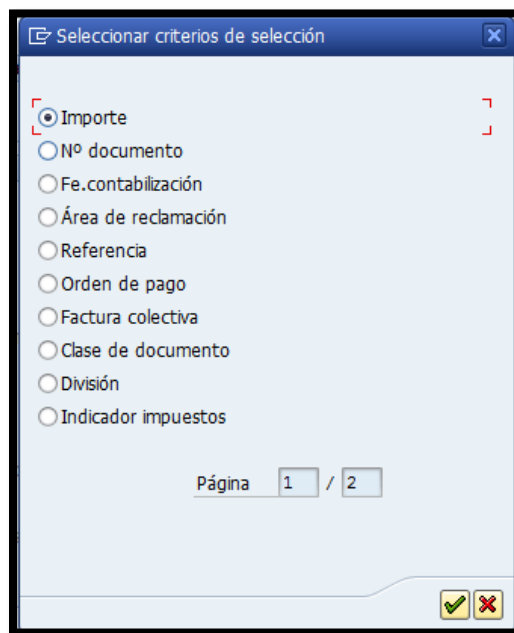 Seleccionar criterios de selección
Importe
Nº documento
Fe.contabilización
Área de reclamación
Referencia
Orden de pago
Factura colectiva
Clase de documento
División
Indicador impuestos
Página 1 / 2